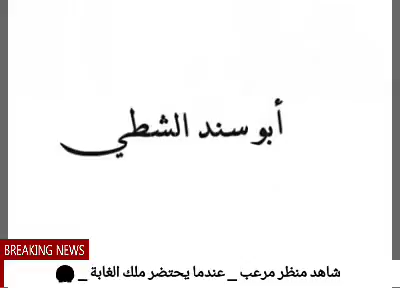 أبو سند الشطي
BREAKING NEWS
شاهد منظر مرعب _ عندما يحتضر ملك الغابة _